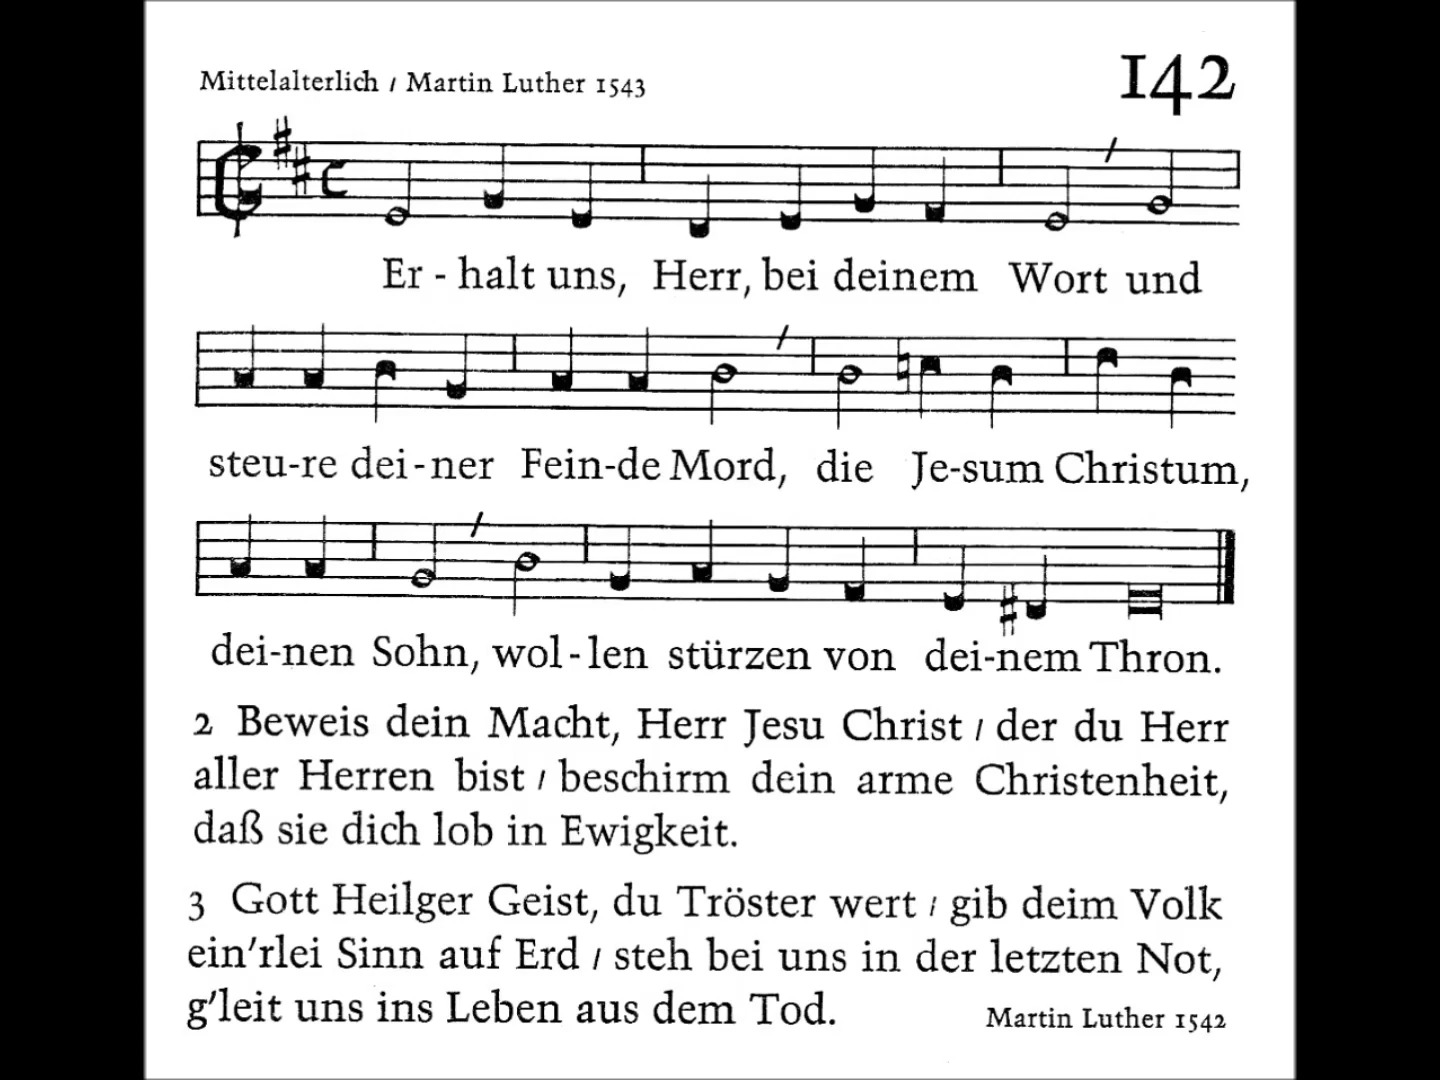 Mittelalterlich / Martin Luther 1543
142
Er - halt uns, Herr, bei deinem Wort und
steu-re dei-ner Fein-de Mord, die Je-sum Christum,
dei-nen Sohn, wol-len stürzen von dei-nem Thron.
2 Beweis dein Macht, Herr Jesu Christ / der du Herr
aller Herren bist / beschirm dein arme Christenheit,
daß sie dich lob in Ewigkeit.
3 Gott Heilger Geist, du Tröster wert / gib deim Volk
ein'rlei Sinn auf Erd / steh bei uns in der letzten Not,
g'leit uns ins Leben aus dem Tod.
Martin Luther 1542